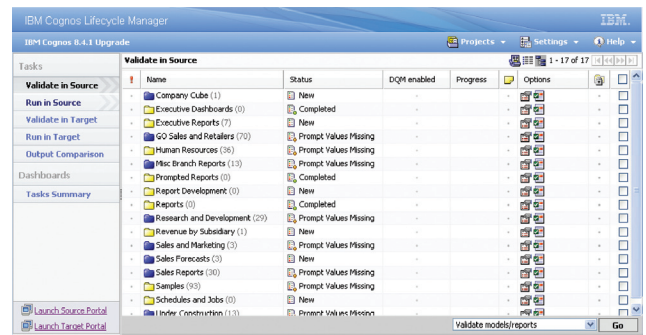 IBM Cognos Lifecycle Manager
IBM.
IBM Cognos 8.4.1 Upgrade
Projects
Settings
Help
Tasks
Validate in Source
Run in Source
Validate in Target
Run in Target
Output Comparison
Dashboards
Tasks Summary
Launch Source Portal
Launch Target Portal
Validate in Source
1 - 17 of 17
! Name Status DQM enabled Progress Options
Company Cube (1) New
Executive Dashboards (0) Completed
Executive Reports (7) New
GO Sales and Retailers (70) Prompt Values Missing
Human Resources (36) Prompt Values Missing
Misc Branch Reports (13) Prompt Values Missing
Prompted Reports (0) Completed
Report Development (0) New
Reports (0) Completed
Research and Development (29) Prompt Values Missing
Revenue by Subsidiary (1) New
Sales and Marketing (3) Prompt Values Missing
Sales Forecasts (3) New
Sales Reports (30) Prompt Values Missing
Samples (93) Prompt Values Missing
Schedules and Jobs (0) New
Under Construction (13) Prompt Values Missing
Validate models/reports
Go